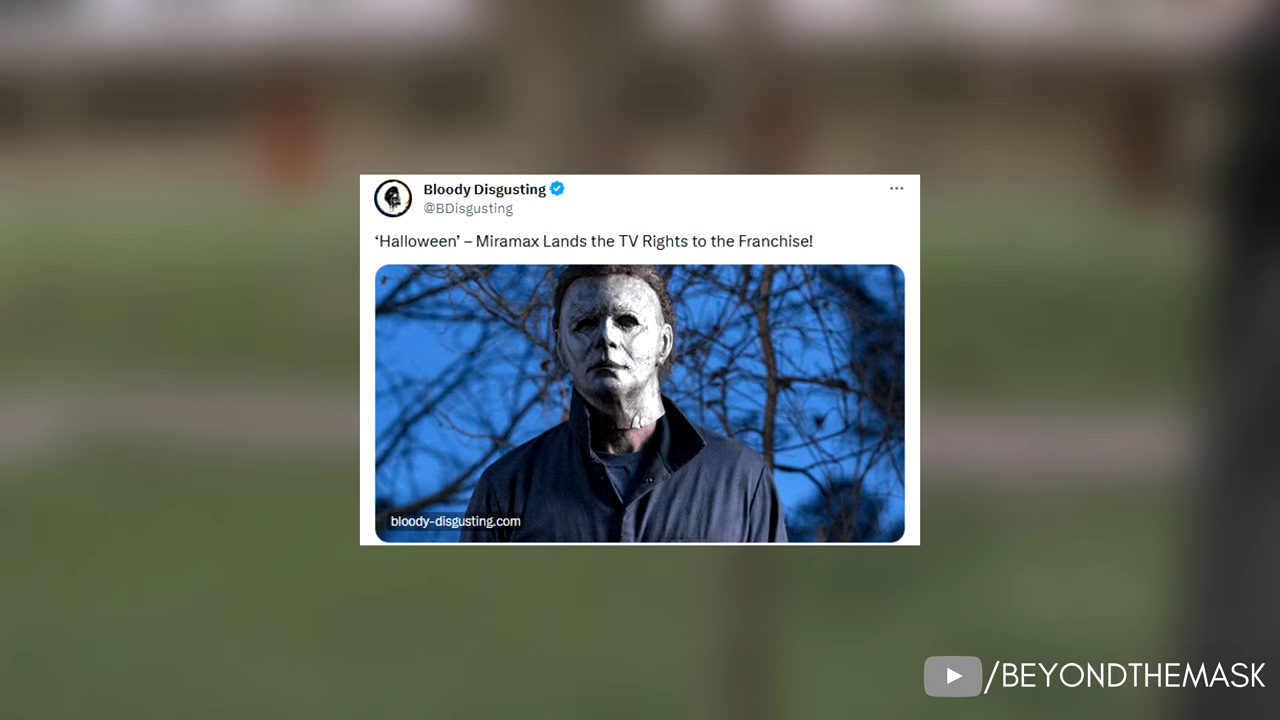 Bloody Disgusting
@BDisgusting
‘Halloween’ – Miramax Lands the TV Rights to the Franchise!
bloody-disgusting.com
/BEYONDTHEMASK